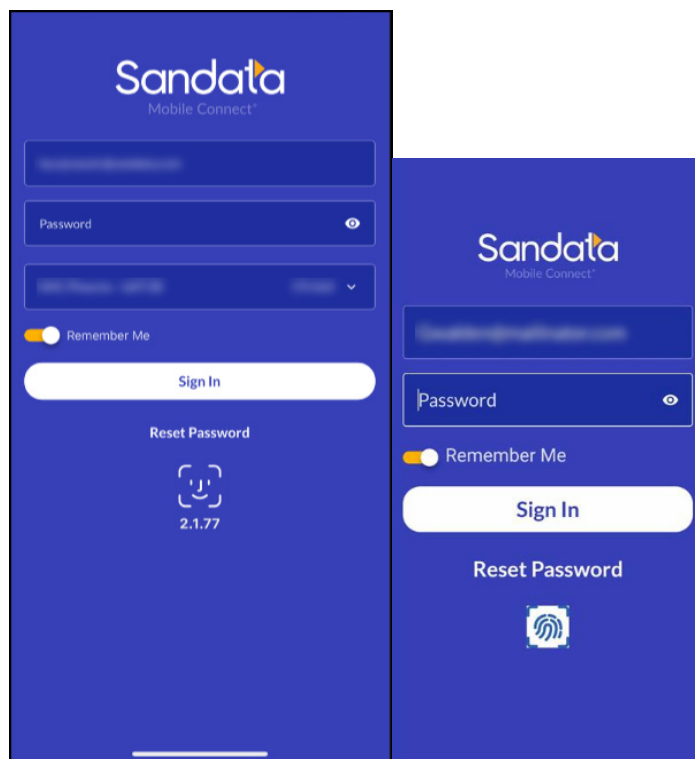 Sandata
Mobile Connect
Password
Remember Me
Sign In
Reset Password
2.1.77
Sandata
Mobile Connect
Password
Remember Me
Sign In
Reset Password